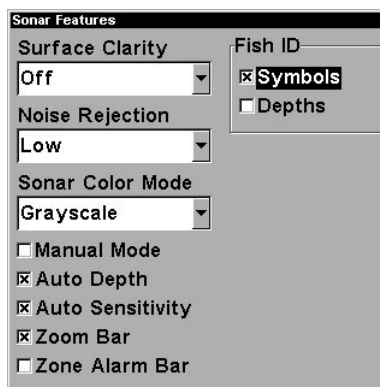 Sonar Features
Surface Clarity
Off
Noise Rejection
Low
Sonar Color Mode
Grayscale
Manual Mode
Auto Depth
Auto Sensitivity
Zoom Bar
Zone Alarm Bar
Fish ID
Symbols
Depths